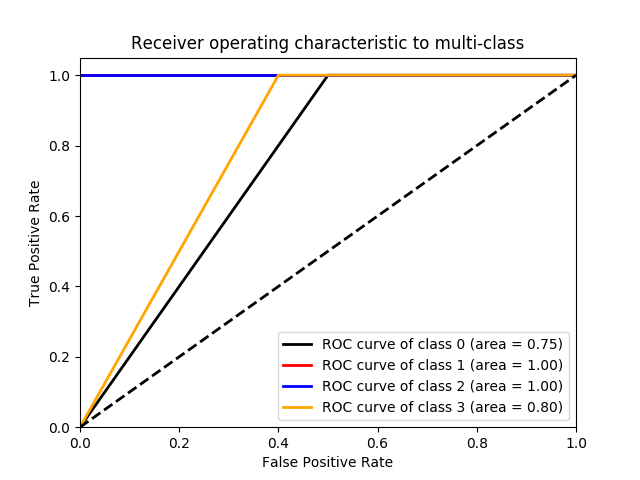 Receiver operating characteristic to multi-class
1.0
0.8
0.6
0.4
0.2
0.0
True Positive Rate
ROC curve of class 0 (area = 0.75)
ROC curve of class 1 (area = 1.00)
ROC curve of class 2 (area = 1.00)
ROC curve of class 3 (area = 0.80)
0.0 0.2 0.4 0.6 0.8 1.0
False Positive Rate